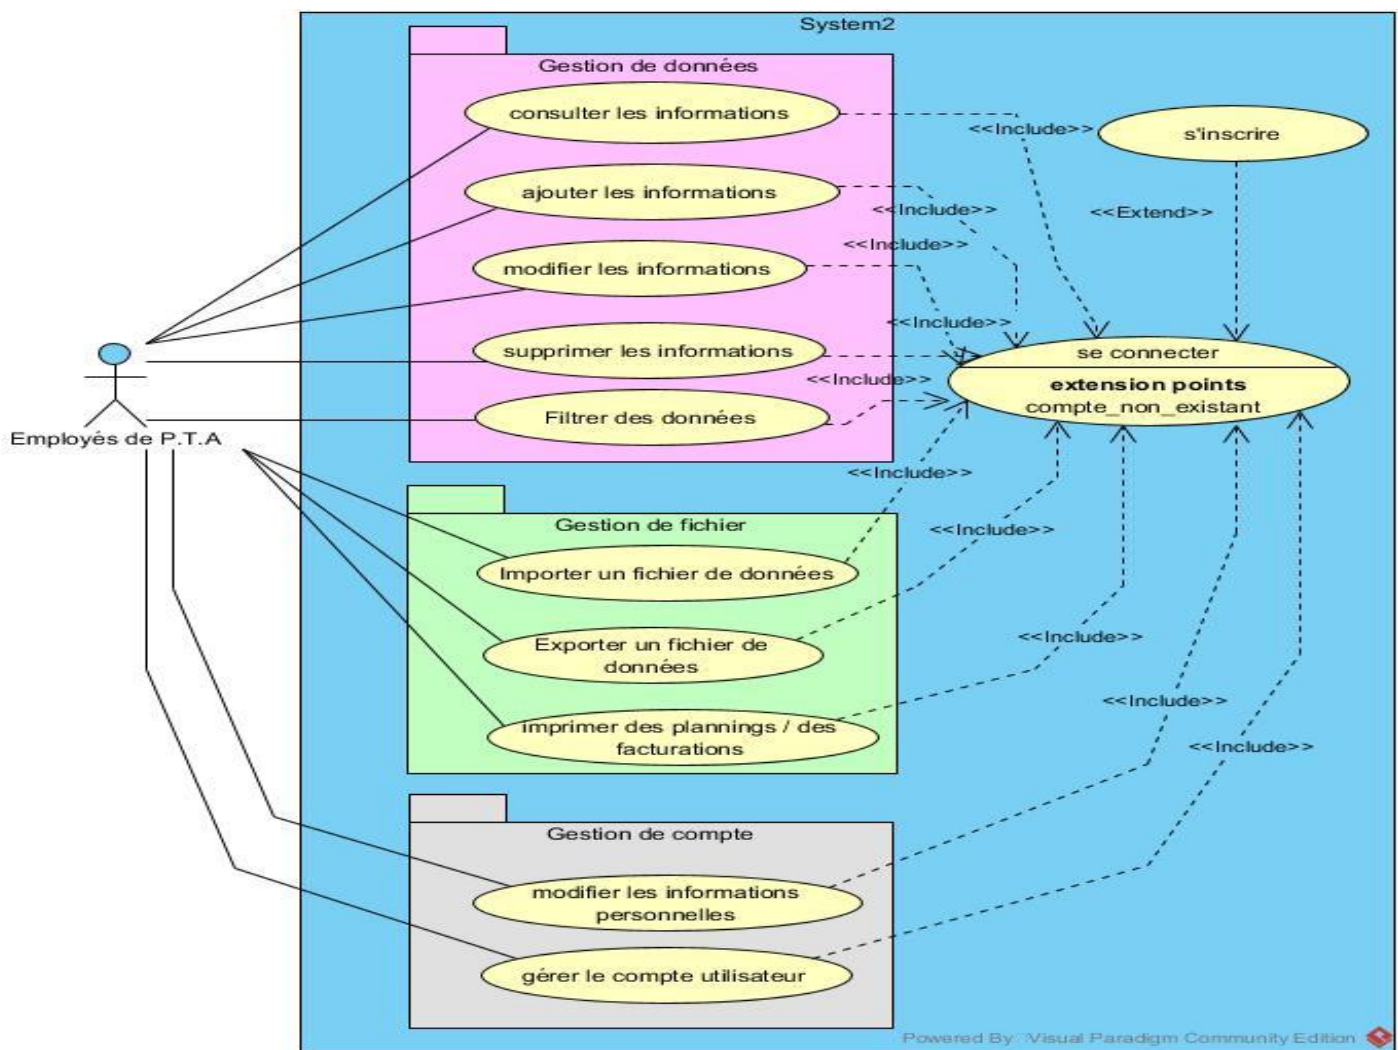 System2
Gestion de données
consulter les informations
<<Include>>
s'inscrire
ajouter les informations
<<Include>>
<<Extend>>
<<Include>>
modifier les informations
<<Include>>
supprimer les informations
se connecter
<<Include>>
extension points
compte_non_existant
Filtrer des données
Employés de P.T.A
<<Include>>
Gestion de fichier
<<Include>>
Importer un fichier de données
Exporter un fichier de
données
<<Include>>
imprimer des plannings / des
facturations
<<Include>>
<<Include>>
Gestion de compte
modifier les informations
personnelles
gérer le compte utilisateur
Powered By Visual Paradigm Community Edition